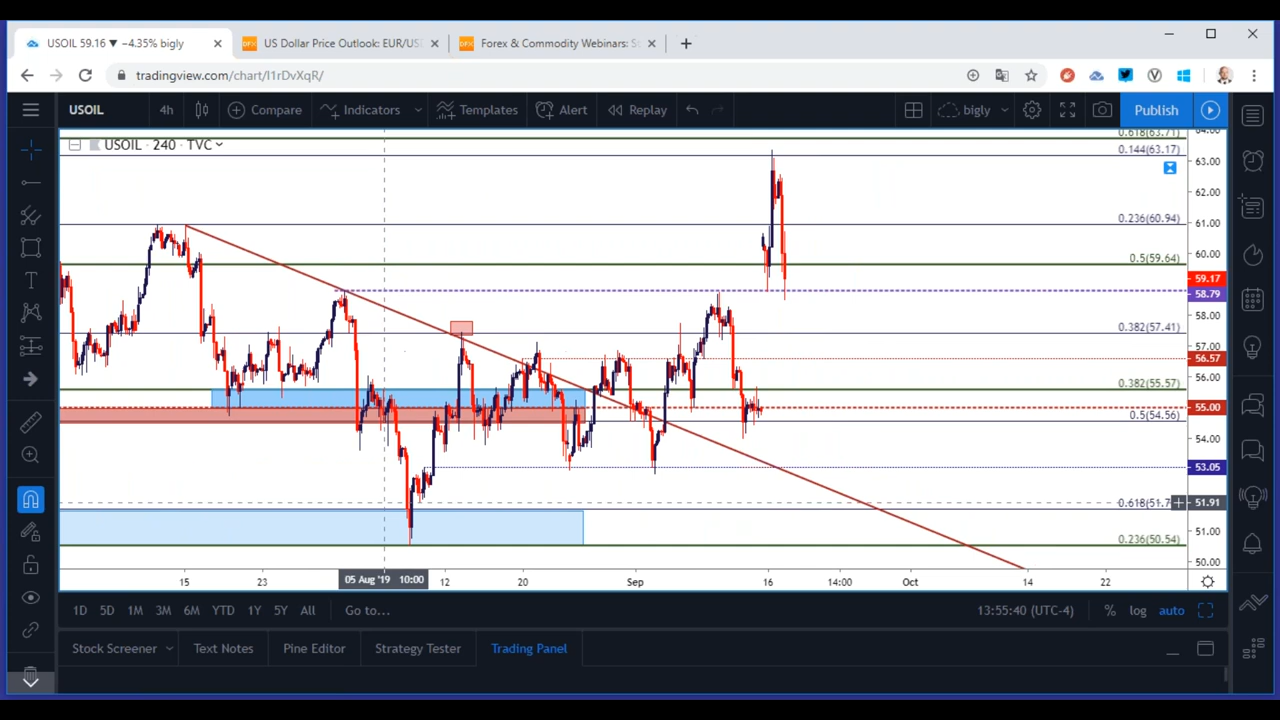 USOIL 59.16 ▼ −4.35% bigly
US Dollar Price Outlook: EUR/USD
Forex & Commodity Webinars: S
tradingview.com/chart/I1rDvXqR/
USOIL 4h Compare Indicators Templates Alert Replay bigly Publish
USOIL · 240 · TVC
0.618(63.71)
64.00
0.144(63.17)
63.00
62.00
0.236(60.94)
61.00
60.00
0.5(59.64)
59.17
58.79
58.00
0.382(57.41)
57.00
56.57
56.00
0.382(55.57)
55.00
0.5(54.56)
54.00
53.05
0.618(51.7
51.91
51.00
0.236(50.54)
50.00
15 23 05 Aug '19 10:00 12 20 Sep 16 14:00 Oct 14 22
1D 5D 1M 3M 6M YTD 1Y 5Y All Go to... 13:55:40 (UTC-4) % log auto
Stock Screener Text Notes Pine Editor Strategy Tester Trading Panel